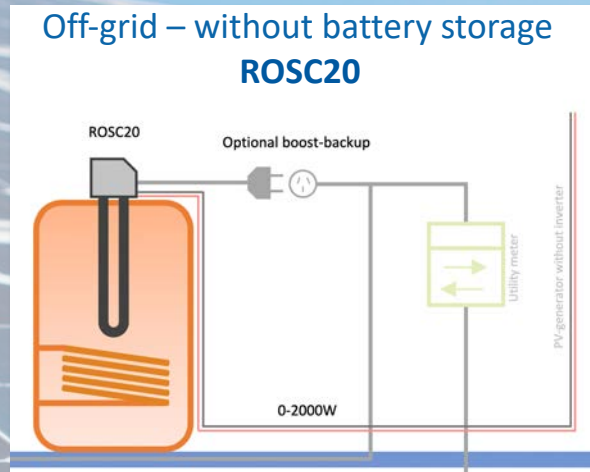 Off-grid – without battery storage
ROSC20
ROSC20
Optional boost-backup
Utility meter
PV-generator without inverter
0-2000W